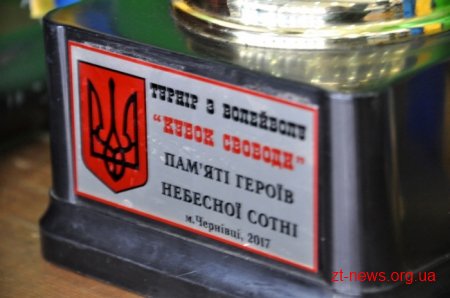 ТУРНІР З ВОЛЕЙБОЛУ
"КУБОК СВОБОДИ"
ПАМ'ЯТІ ГЕРОЇВ
НЕБЕСНОЇ СОТНІ
м.Чернівці, 2017
zt-news.org.ua